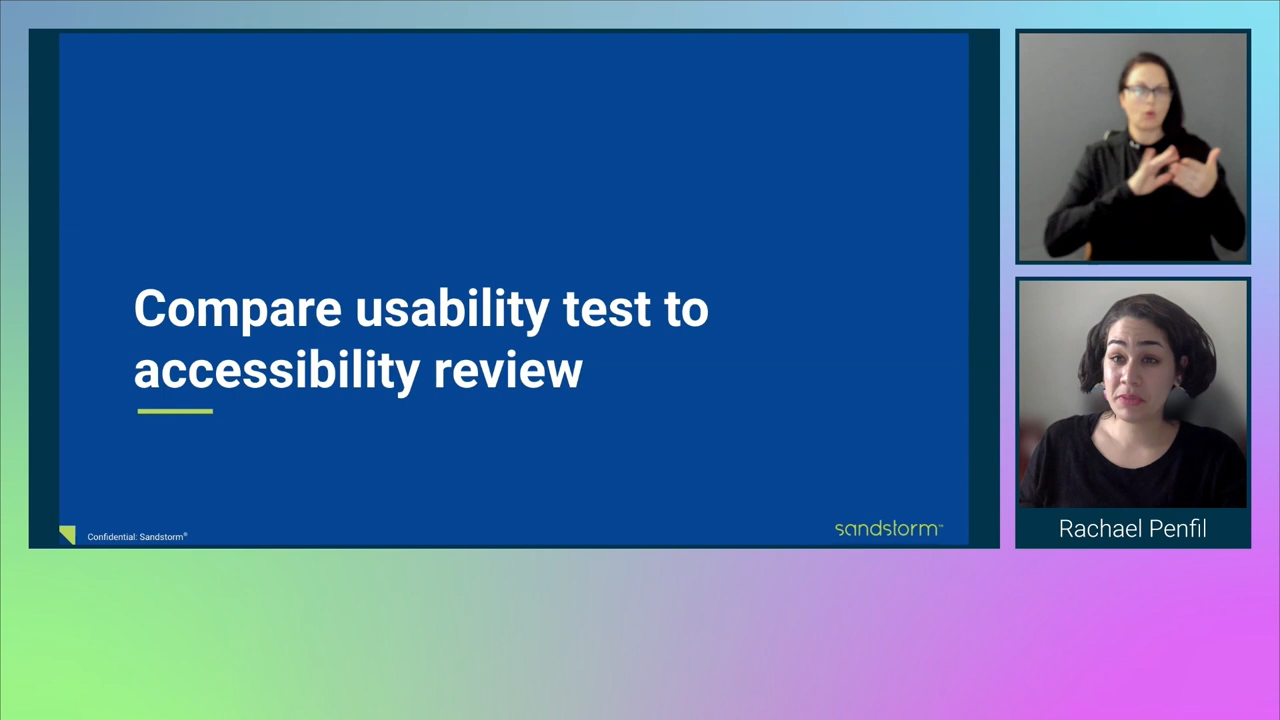 Compare usability test to
accessibility review
Confidential: Sandstorm®
sandstorm™
Rachael Penfil